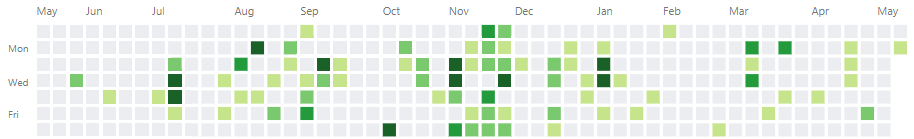 May Jun Jul Aug Sep Oct Nov Dec Jan Feb Mar Apr May
Mon
Wed
Fri